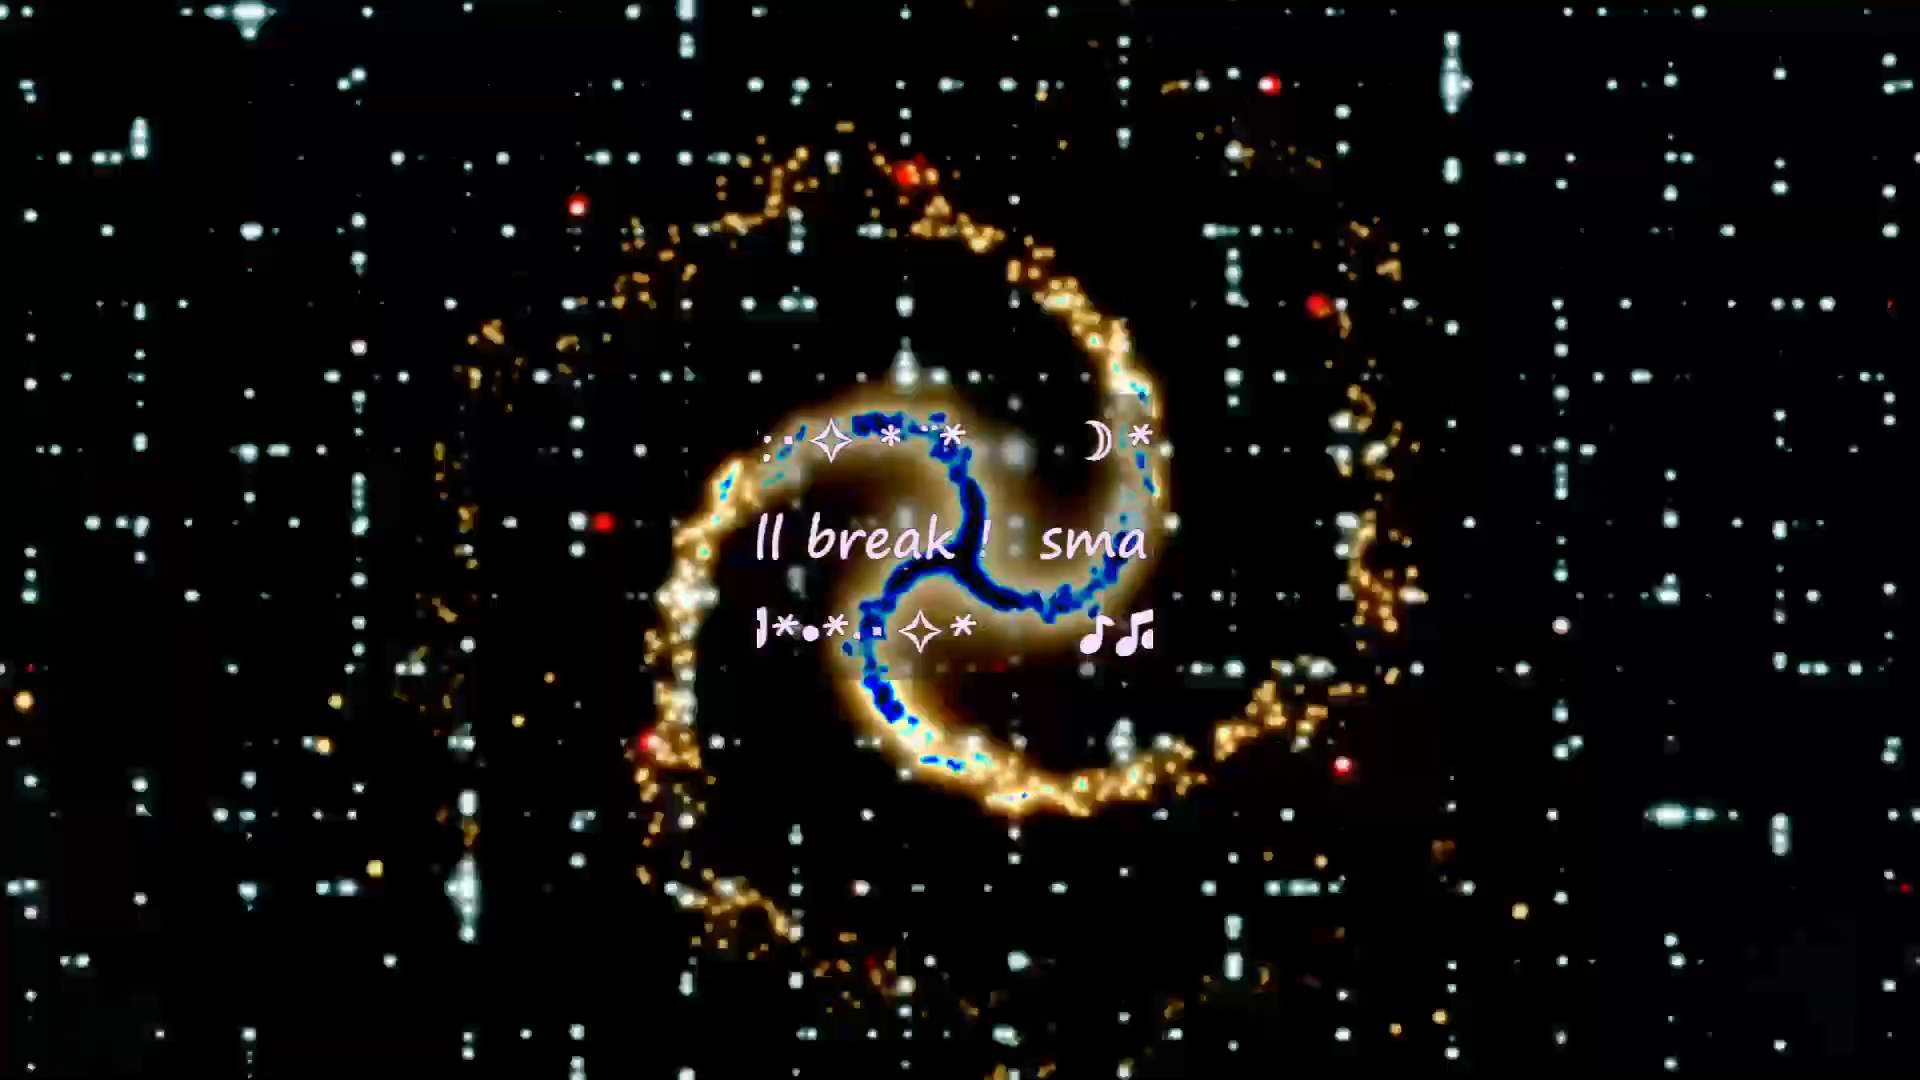 :· ✧ * ¨* ☽ *
ll break ! sma
*•*.· ✧ * ♪♫